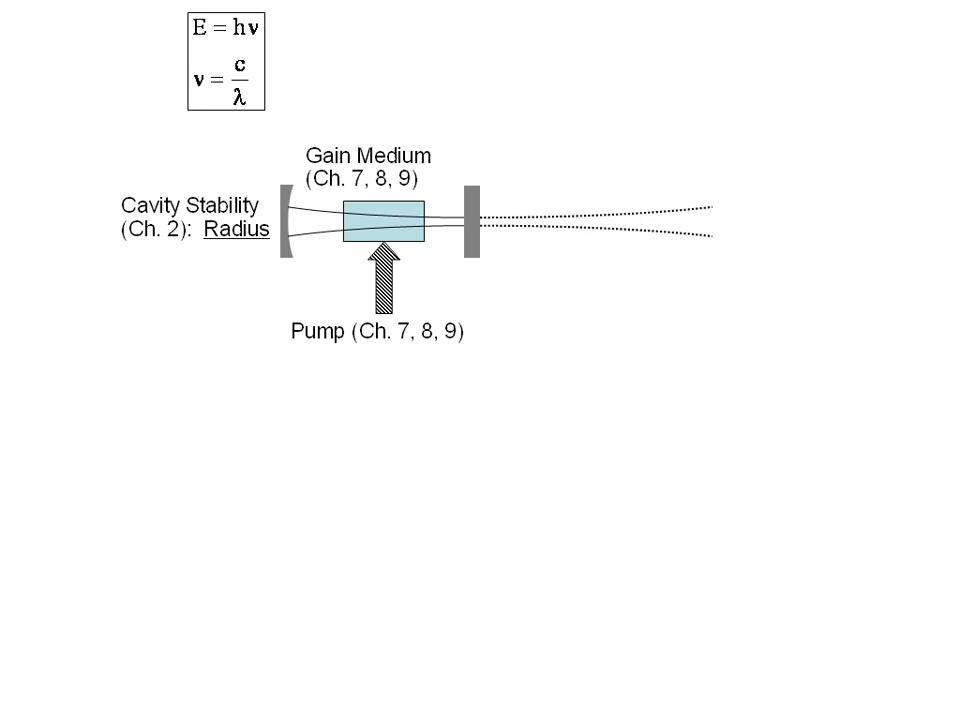 E = hν
ν = c/λ
Gain Medium
(Ch. 7, 8, 9)
Cavity Stability
(Ch. 2): Radius
Pump (Ch. 7, 8, 9)